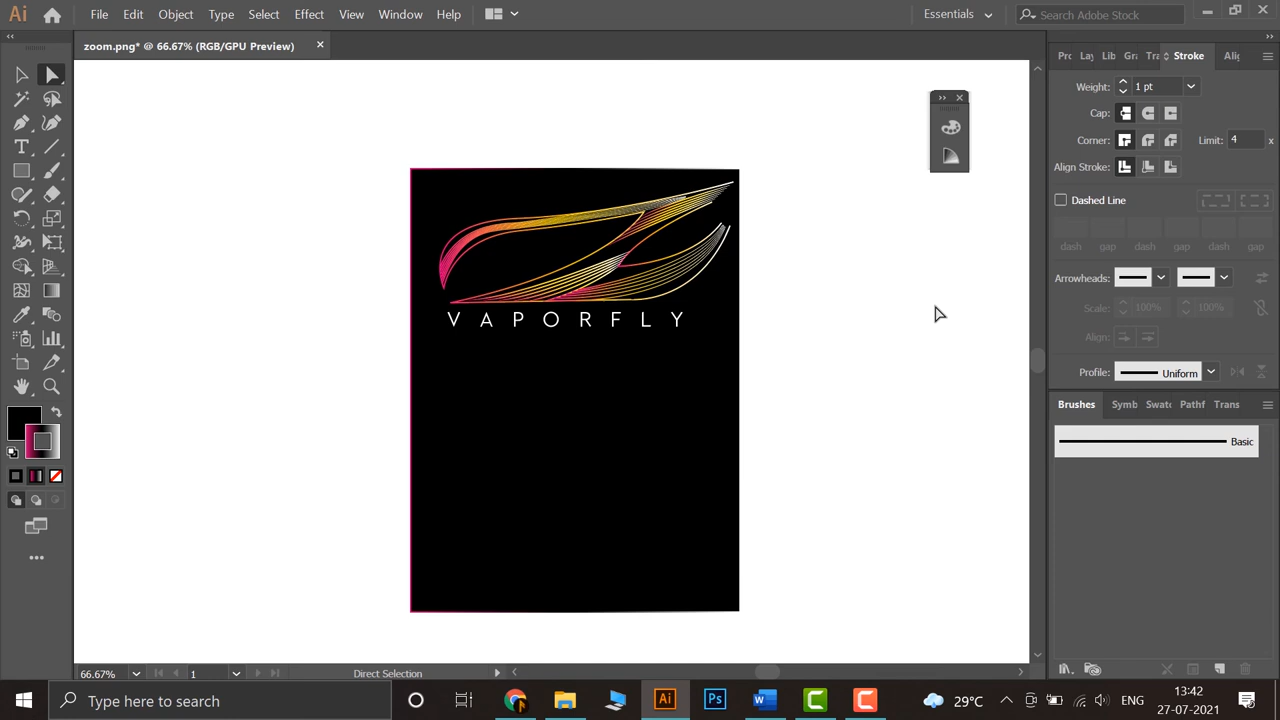 Ai File Edit Object Type Select Effect View Window Help Essentials Search Adobe Stock
zoom.png* @ 66.67% (RGB/GPU Preview)
Stroke
Weight: 1 pt
Cap:
Corner: Limit: 4 x
Align Stroke:
Dashed Line
dash gap dash gap dash gap
Arrowheads:
Scale: 100% 100%
Align:
Profile: Uniform
Brushes Symb Swatc Pathf Trans
Basic
VAPORFLY
66.67% 1 Direct Selection
Type here to search
Ai Ps W 29°C ENG 13:42
27-07-2021